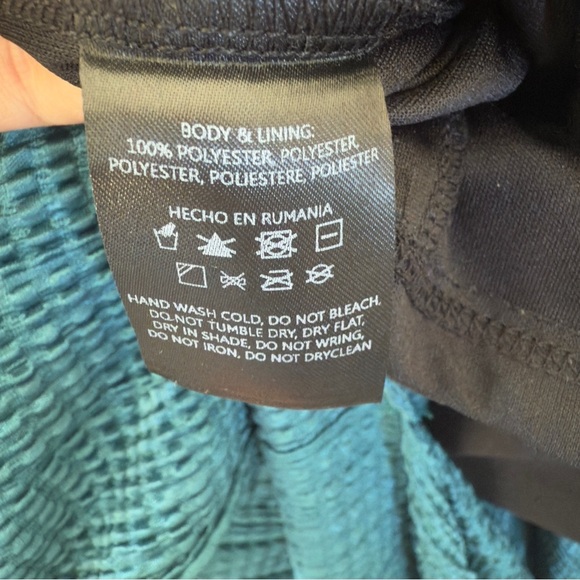 BODY & LINING:
100% POLYESTER, POLYESTER,
POLYESTER, POLIESTERE, POLIESTER
HECHO EN RUMANIA
HAND WASH COLD, DO NOT BLEACH,
DO NOT TUMBLE DRY, DRY FLAT,
DRY IN SHADE, DO NOT WRING,
DO NOT IRON, DO NOT DRYCLEAN